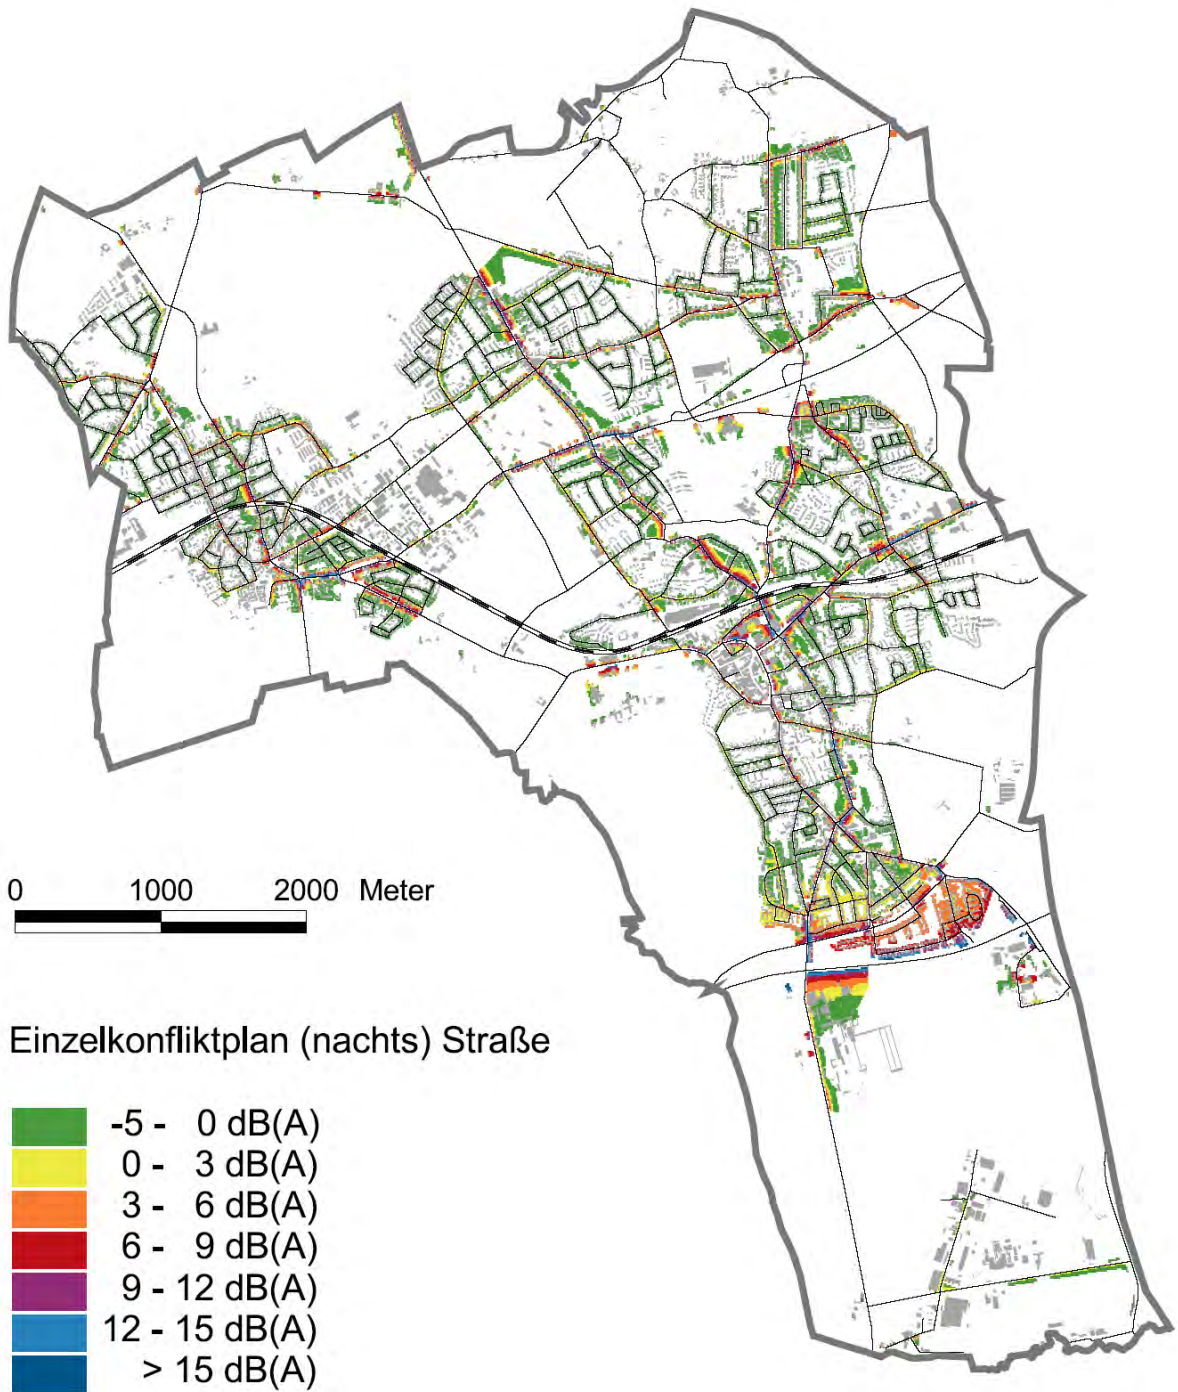 0 1000 2000 Meter
Einzelkonfliktplan (nachts) Straße
-5 - 0 dB(A)
0 - 3 dB(A)
3 - 6 dB(A)
6 - 9 dB(A)
9 - 12 dB(A)
12 - 15 dB(A)
> 15 dB(A)